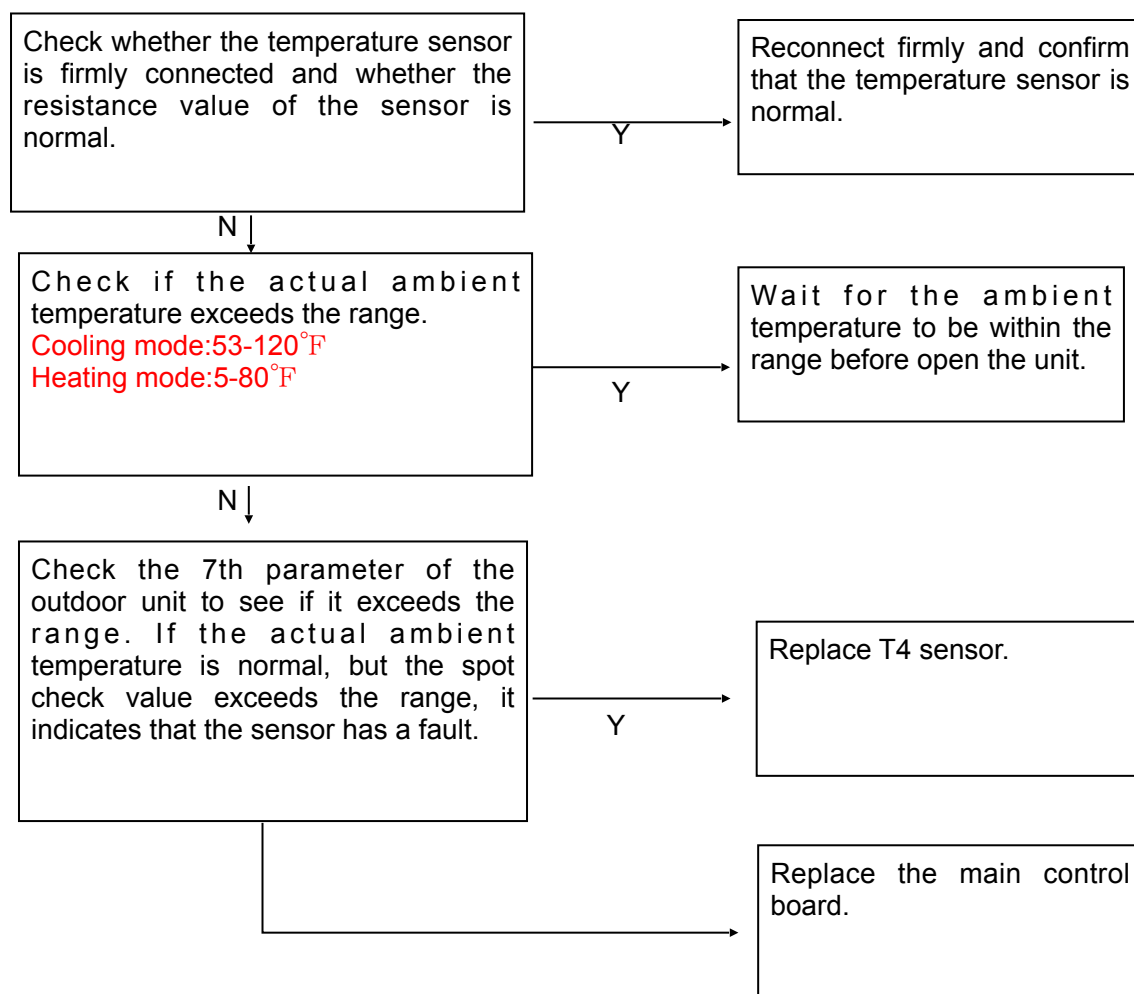 Check whether the temperature sensor
is firmly connected and whether the
resistance value of the sensor is
normal.
Reconnect firmly and confirm
that the temperature sensor is
normal.
Y
N
Check if the actual ambient
temperature exceeds the range.
Cooling mode:53-120°F
Heating mode:5-80°F
Wait for the ambient
temperature to be within the
range before open the unit.
Y
N
Check the 7th parameter of the
outdoor unit to see if it exceeds the
range. If the actual ambient
temperature is normal, but the spot
check value exceeds the range, it
indicates that the sensor has a fault.
Replace T4 sensor.
Y
Replace the main control
board.